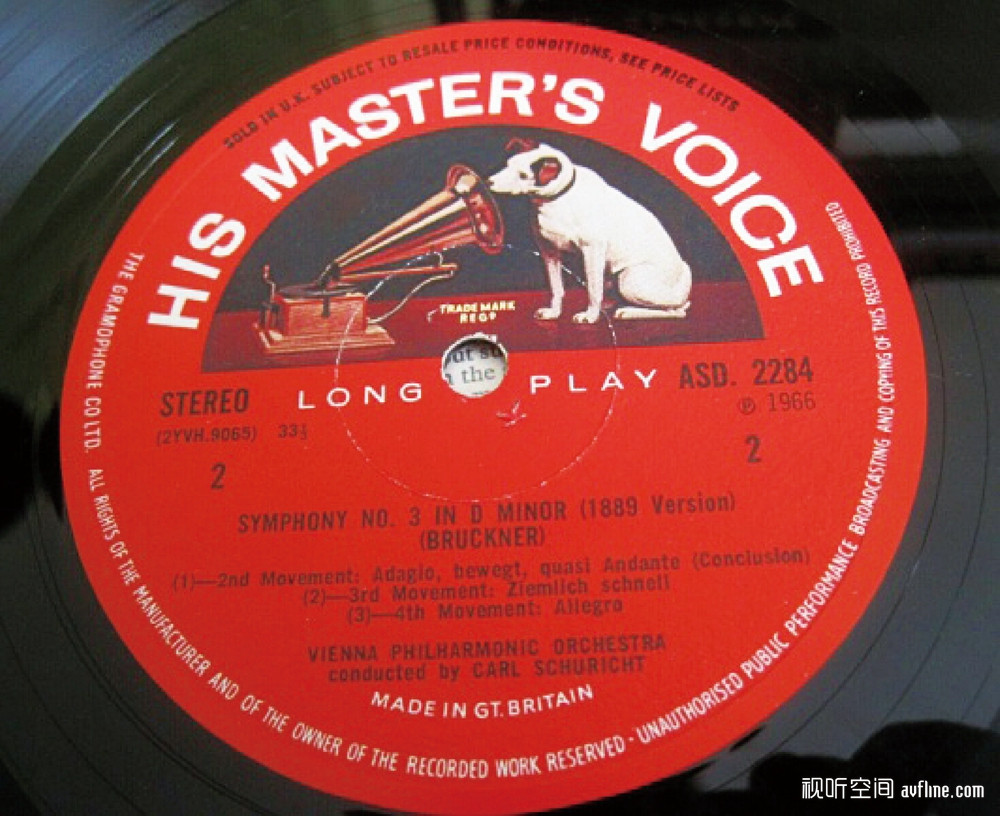 SOLD IN U.K. SUBJECT TO RESALE PRICE CONDITIONS, SEE PRICE LISTS
HIS MASTER'S VOICE
TRADE MARK
REGD
the
LONG PLAY
STEREO
ASD. 2284
(2YVH.9065) 33⅓
℗ 1966
2
2
SYMPHONY NO. 3 IN D MINOR (1889 Version)
(BRUCKNER)
(1)—2nd Movement: Adagio, bewegt, quasi Andante (Conclusion)
(2)—3rd Movement: Ziemlich schnell
(3)—4th Movement: Allegro
VIENNA PHILHARMONIC ORCHESTRA
conducted by CARL SCHURICHT
MADE IN GT. BRITAIN
THE GRAMOPHONE CO LTD. ALL RIGHTS OF THE MANUFACTURER AND OF THE OWNER OF THE RECORDED WORK RESERVED · UNAUTHORISED PUBLIC PERFORMANCE BROADCASTING AND COPYING OF THIS RECORD PROHIBITED
视听空间 avfline.com